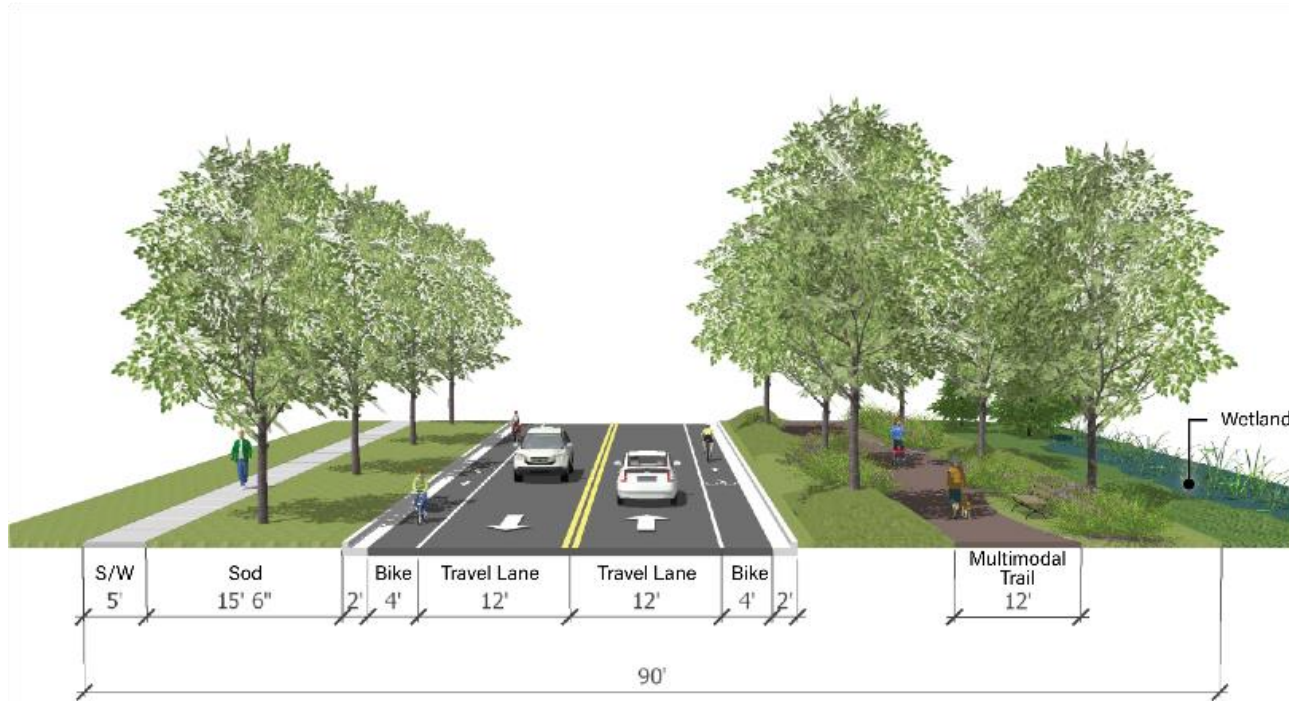 Wetland
S/W
5'
Sod
15' 6"
2'
Bike
4'
Travel Lane
12'
Travel Lane
12'
Bike
4'
2'
Multimodal
Trail
12'
90'